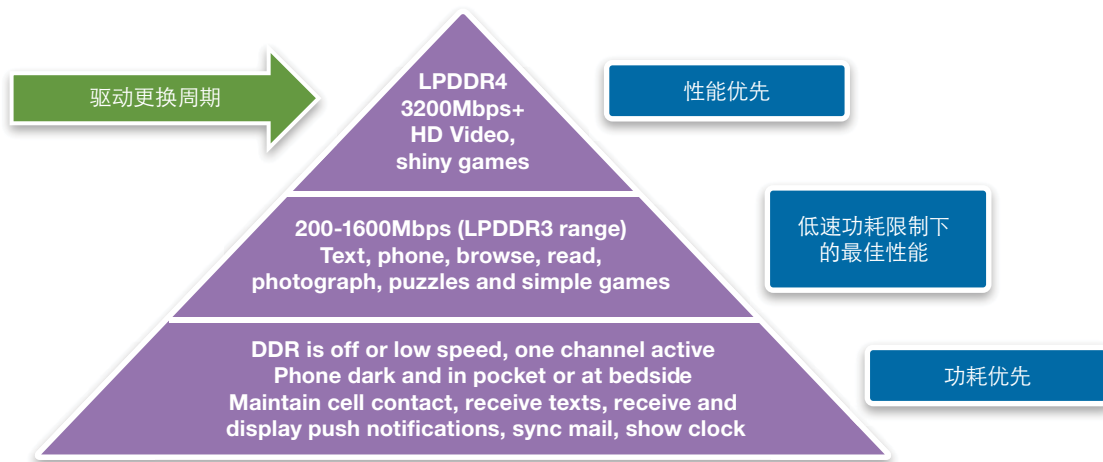 驱动更换周期
LPDDR4
3200Mbps+
HD Video,
shiny games
性能优先
200-1600Mbps (LPDDR3 range)
Text, phone, browse, read,
photograph, puzzles and simple games
低速功耗限制下
的最佳性能
DDR is off or low speed, one channel active
Phone dark and in pocket or at bedside
Maintain cell contact, receive texts, receive and
display push notifications, sync mail, show clock
功耗优先